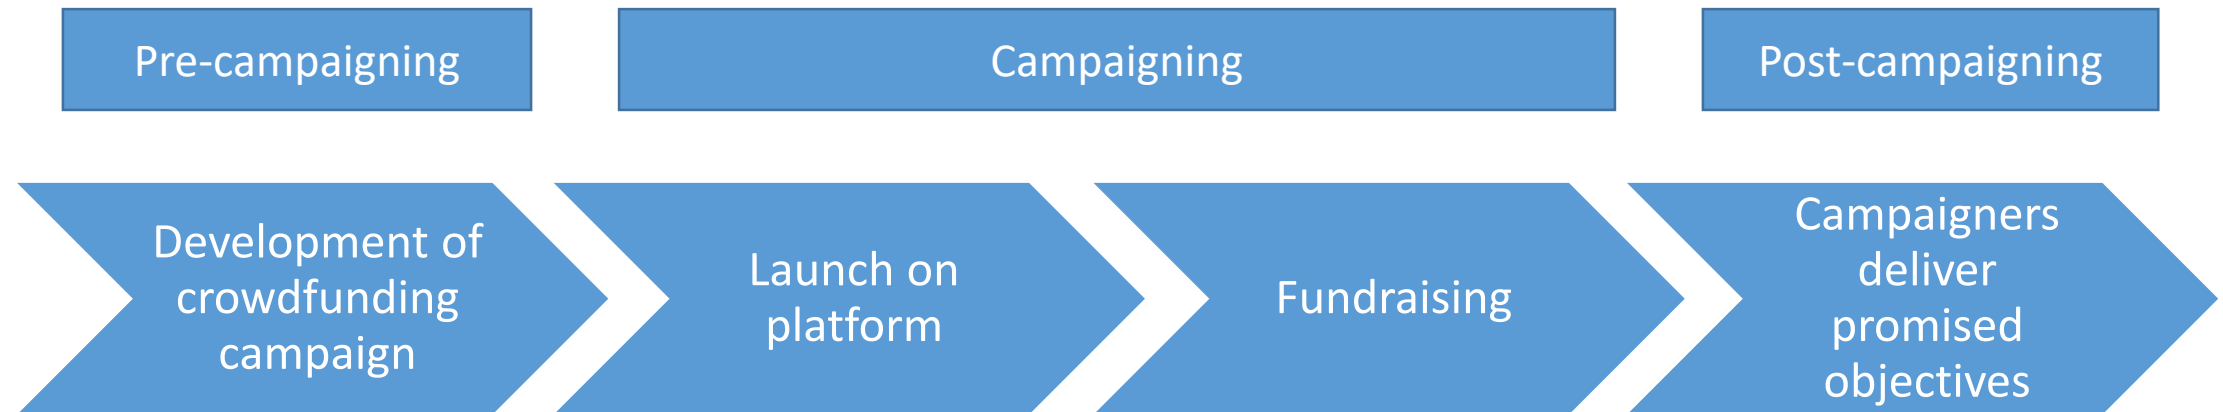 Pre-campaigning
Campaigning
Post-campaigning
Development of
crowdfunding
campaign
Launch on
platform
Fundraising
Campaigners
deliver
promised
objectives